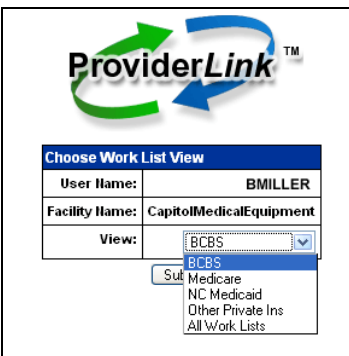 ProviderLink™
Choose Work List View
User Name: BMILLER
Facility Name: CapitolMedicalEquipment
View: BCBS
BCBS
Sub Medicare
NC Medicaid
Other Private Ins
All Work Lists